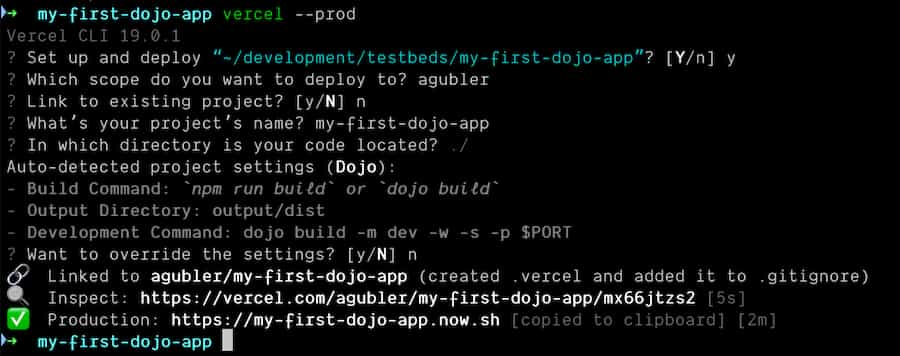 ➜ my-first-dojo-app vercel --prod
Vercel CLI 19.0.1
? Set up and deploy “~/development/testbeds/my-first-dojo-app”? [Y/n] y
? Which scope do you want to deploy to? agubler
? Link to existing project? [y/N] n
? What’s your project’s name? my-first-dojo-app
? In which directory is your code located? ./
Auto-detected project settings (Dojo):
- Build Command: `npm run build` or `dojo build`
- Output Directory: output/dist
- Development Command: dojo build -m dev -w -s -p $PORT
? Want to override the settings? [y/N] n
🔗 Linked to agubler/my-first-dojo-app (created .vercel and added it to .gitignore)
🔍 Inspect: https://vercel.com/agubler/my-first-dojo-app/mx66jtzs2 [5s]
✅ Production: https://my-first-dojo-app.now.sh [copied to clipboard] [2m]
➜ my-first-dojo-app